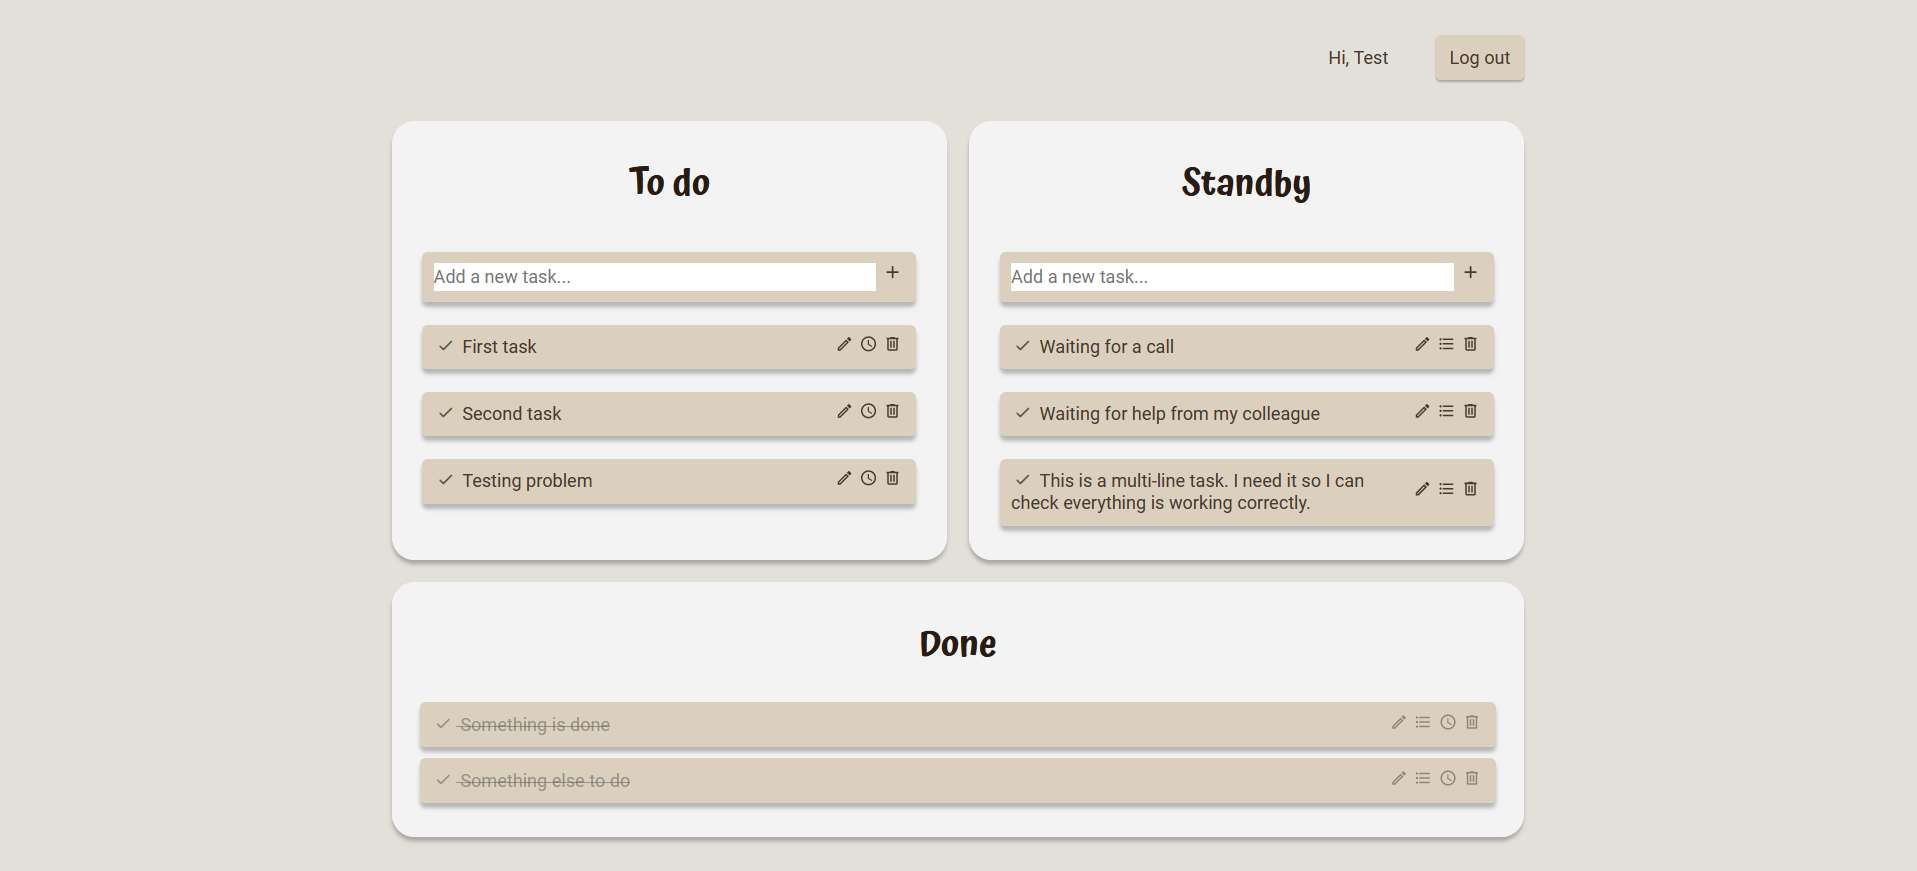 Hi, Test
Log out
To do
Add a new task...
First task
Second task
Testing problem
Standby
Add a new task...
Waiting for a call
Waiting for help from my colleague
This is a multi-line task. I need it so I can
check everything is working correctly.
Done
Something is done
Something else to do